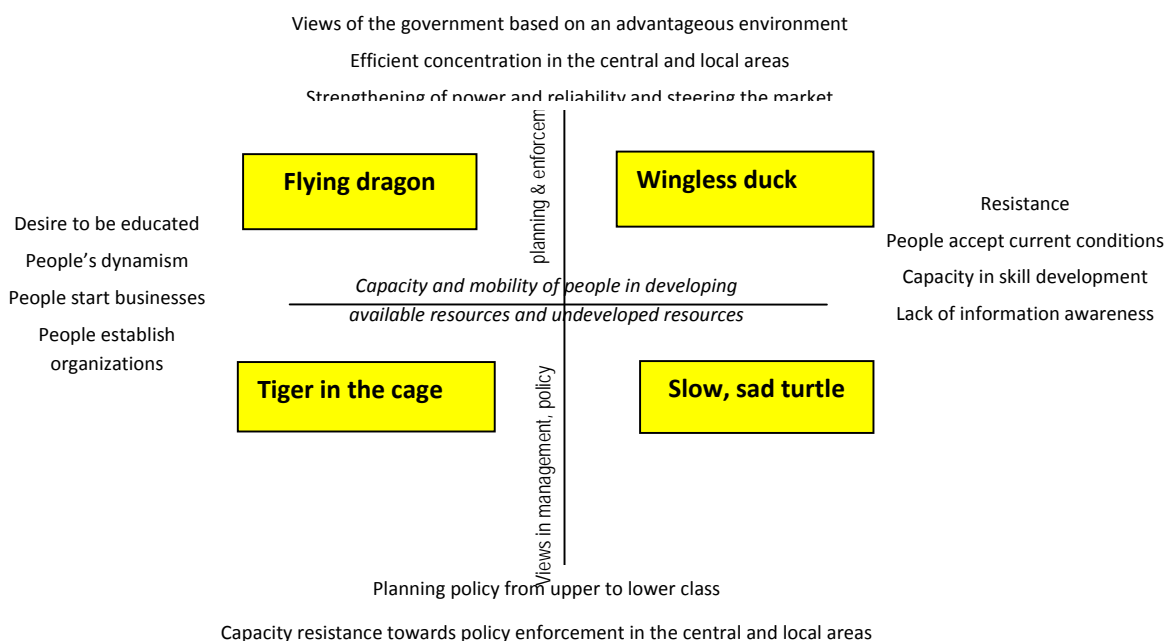 Views of the government based on an advantageous environment
Efficient concentration in the central and local areas
Strengthening of power and reliability and steering the market
planning & enforcem
Flying dragon
Wingless duck
Desire to be educated
People's dynamism
People start businesses
People establish
organizations
Resistance
People accept current conditions
Capacity in skill development
Lack of information awareness
Capacity and mobility of people in developing
available resources and undeveloped resources
Tiger in the cage
Slow, sad turtle
Views in management, policy
Planning policy from upper to lower class
Capacity resistance towards policy enforcement in the central and local areas